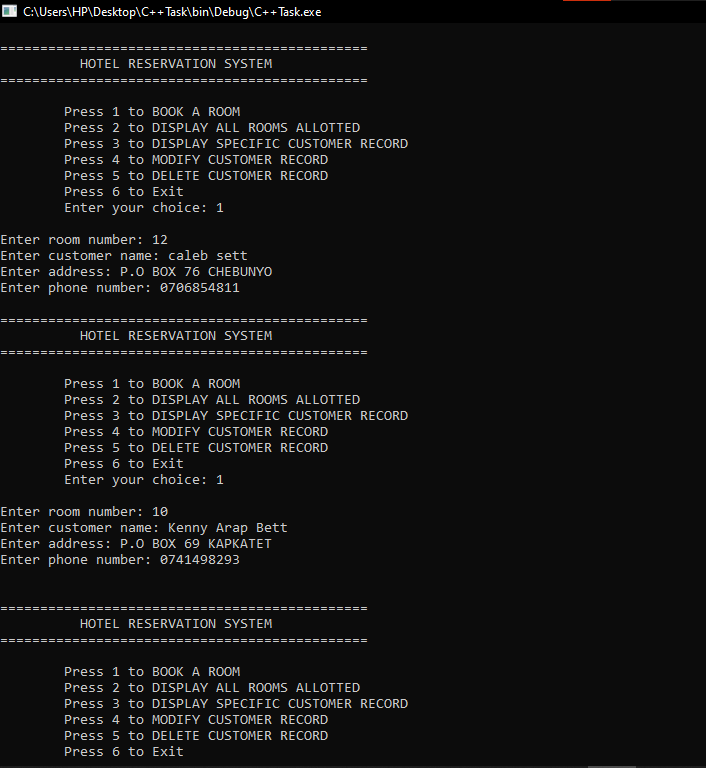 C:\Users\HP\Desktop\C++Task\bin\Debug\C++Task.exe
==============================================
HOTEL RESERVATION SYSTEM
==============================================
Press 1 to BOOK A ROOM
Press 2 to DISPLAY ALL ROOMS ALLOTTED
Press 3 to DISPLAY SPECIFIC CUSTOMER RECORD
Press 4 to MODIFY CUSTOMER RECORD
Press 5 to DELETE CUSTOMER RECORD
Press 6 to Exit
Enter your choice: 1
Enter room number: 12
Enter customer name: caleb sett
Enter address: P.O BOX 76 CHEBUNYO
Enter phone number: 0706854811
==============================================
HOTEL RESERVATION SYSTEM
==============================================
Press 1 to BOOK A ROOM
Press 2 to DISPLAY ALL ROOMS ALLOTTED
Press 3 to DISPLAY SPECIFIC CUSTOMER RECORD
Press 4 to MODIFY CUSTOMER RECORD
Press 5 to DELETE CUSTOMER RECORD
Press 6 to Exit
Enter your choice: 1
Enter room number: 10
Enter customer name: Kenny Arap Bett
Enter address: P.O BOX 69 KAPKATET
Enter phone number: 0741498293
==============================================
HOTEL RESERVATION SYSTEM
==============================================
Press 1 to BOOK A ROOM
Press 2 to DISPLAY ALL ROOMS ALLOTTED
Press 3 to DISPLAY SPECIFIC CUSTOMER RECORD
Press 4 to MODIFY CUSTOMER RECORD
Press 5 to DELETE CUSTOMER RECORD
Press 6 to Exit